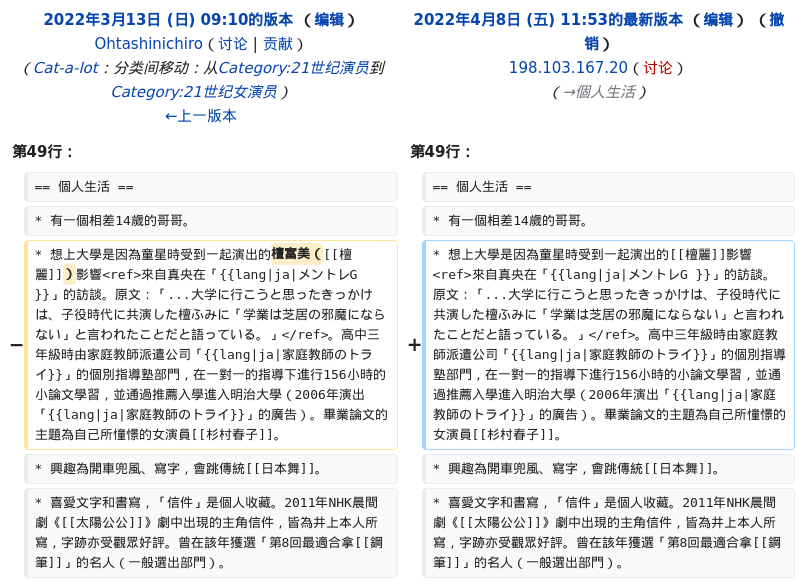 2022年3月13日 (日) 09:10的版本 （编辑）
Ohtashinichiro（讨论 | 贡献）
（Cat-a-lot：分类间移动：从Category:21世纪演员到
Category:21世纪女演员 ）
←上一版本
2022年4月8日 (五) 11:53的最新版本 （编辑） （撤
销）
198.103.167.20（讨论）
（→個人生活）
第49行：
第49行：
== 個人生活 ==
== 個人生活 ==
* 有一個相差14歲的哥哥。
* 有一個相差14歲的哥哥。
−
* 想上大學是因為童星時受到一起演出的檀富美（[[檀
麗]]）影響<ref>來自真央在「{{lang|ja|メントレG
}}」的訪談。原文：「...大学に行こうと思ったきっかけ
は、子役時代に共演した檀ふみに「学業は芝居の邪魔になら
ない」と言われたことだと語っている。」</ref>。高中三
年級時由家庭教師派遣公司「{{lang|ja|家庭教師のトラ
イ}}」的個別指導塾部門，在一對一的指導下進行156小時的
小論文學習，並通過推薦入學進入明治大學（2006年演出
「{{lang|ja|家庭教師のトライ}}」的廣告）。畢業論文的
主題為自己所憧憬的女演員[[杉村春子]]。
+
* 想上大學是因為童星時受到一起演出的[[檀麗]]影響
<ref>來自真央在「{{lang|ja|メントレG }}」的訪談。
原文：「...大学に行こうと思ったきっかけは、子役時代に
共演した檀ふみに「学業は芝居の邪魔にならない」と言われ
たことだと語っている。」</ref>。高中三年級時由家庭教
師派遣公司「{{lang|ja|家庭教師のトライ}}」的個別指導
塾部門，在一對一的指導下進行156小時的小論文學習，並通
過推薦入學進入明治大學（2006年演出「{{lang|ja|家庭
教師のトライ}}」的廣告）。畢業論文的主題為自己所憧憬的
女演員[[杉村春子]]。
* 興趣為開車兜風、寫字，會跳傳統[[日本舞]]。
* 興趣為開車兜風、寫字，會跳傳統[[日本舞]]。
* 喜愛文字和書寫，「信件」是個人收藏。2011年NHK晨間
劇《[[太陽公公]]》劇中出現的主角信件，皆為井上本人所
寫，字跡亦受觀眾好評。曾在該年獲選「第8回最適合拿[[鋼
筆]]」的名人（一般選出部門）。
* 喜愛文字和書寫，「信件」是個人收藏。2011年NHK晨間
劇《[[太陽公公]]》劇中出現的主角信件，皆為井上本人所
寫，字跡亦受觀眾好評。曾在該年獲選「第8回最適合拿[[鋼
筆]]」的名人（一般選出部門）。